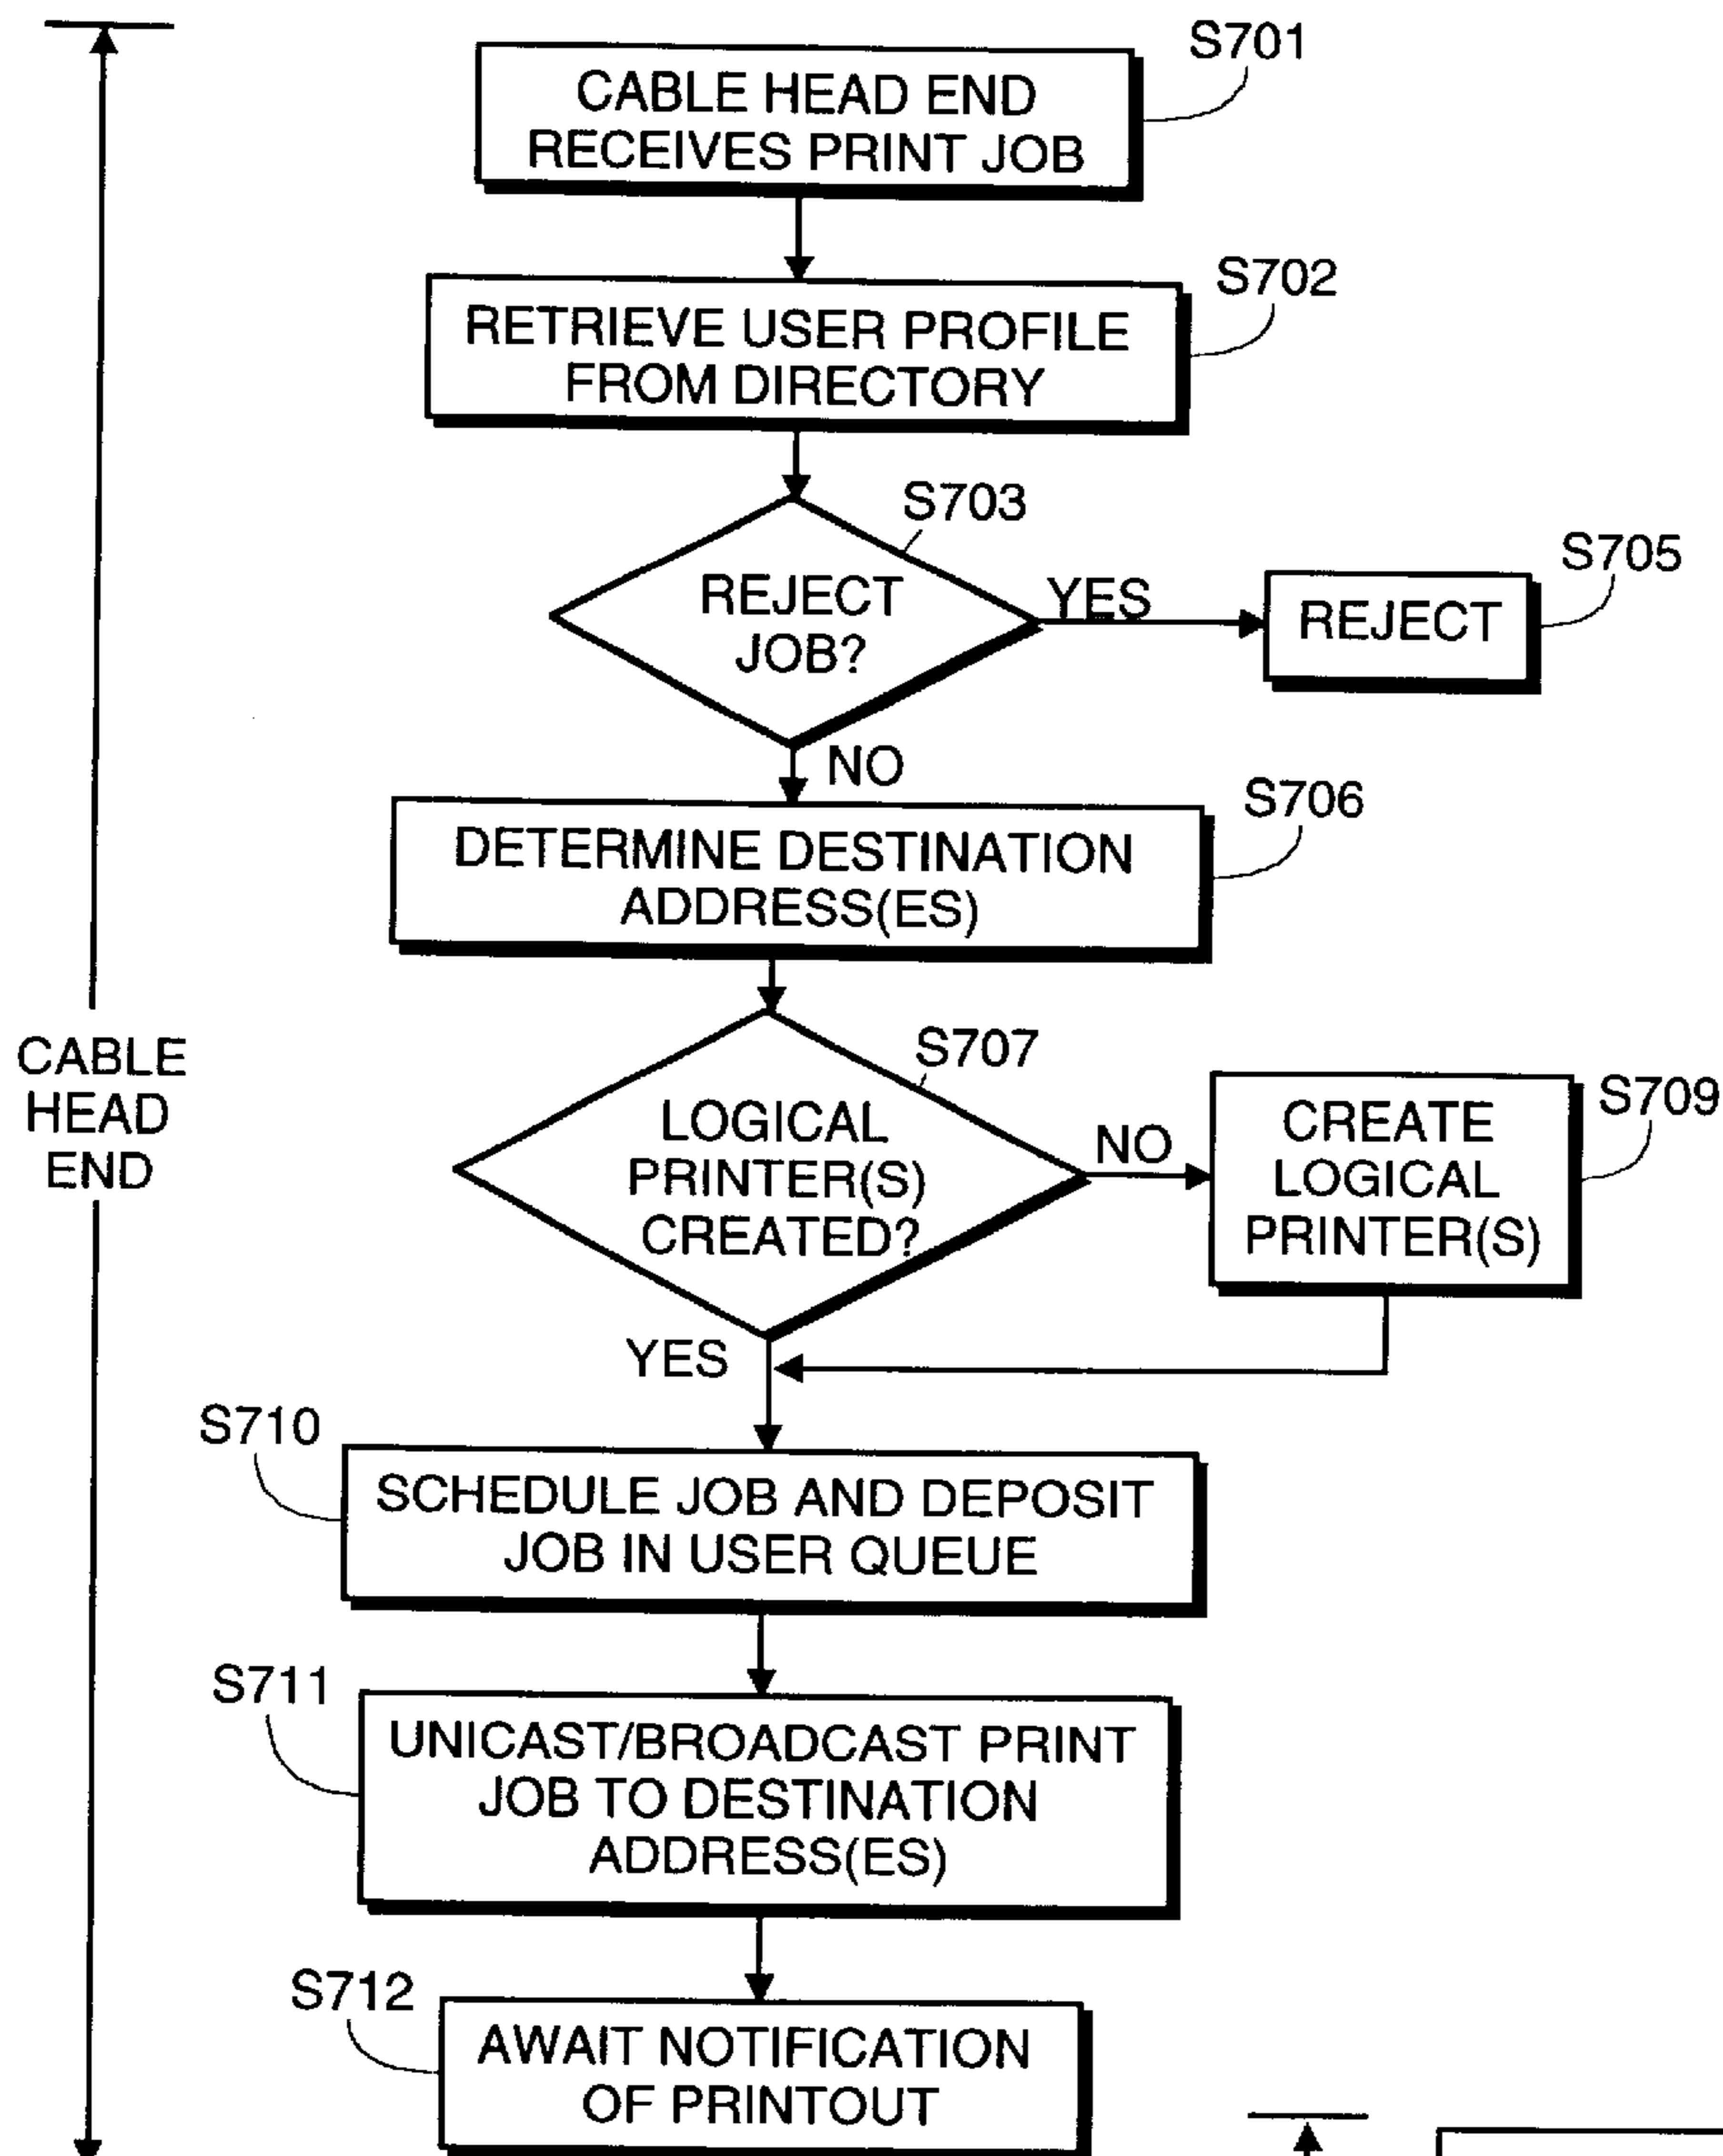 S701
CABLE HEAD END
RECEIVES PRINT JOB
S702
RETRIEVE USER PROFILE
FROM DIRECTORY
S703
REJECT
JOB?
YES
S705
REJECT
NO
S706
DETERMINE DESTINATION
ADDRESS(ES)
CABLE
HEAD
END
S707
LOGICAL
PRINTER(S)
CREATED?
NO
S709
CREATE
LOGICAL
PRINTER(S)
YES
S710
SCHEDULE JOB AND DEPOSIT
JOB IN USER QUEUE
S711
UNICAST/BROADCAST PRINT
JOB TO DESTINATION
ADDRESS(ES)
S712
AWAIT NOTIFICATION
OF PRINTOUT